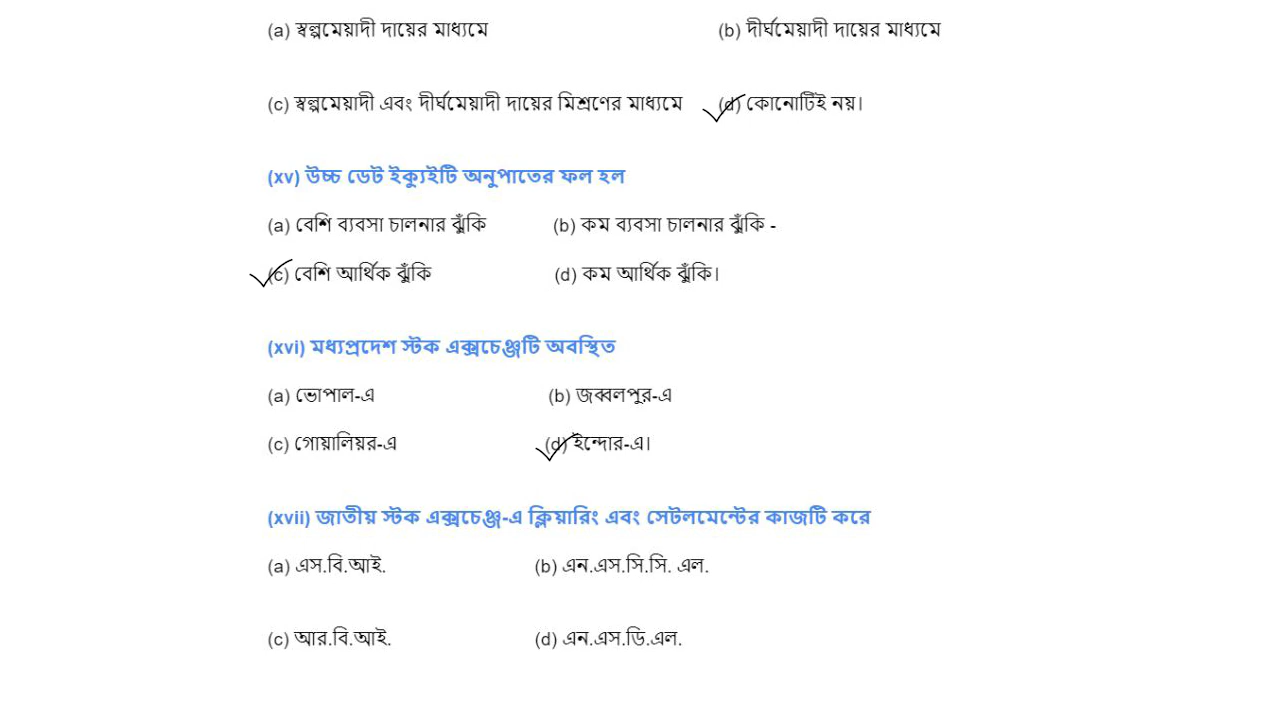 (a) স্বল্পমেয়াদী দায়ের মাধ্যমে (b) দীর্ঘমেয়াদী দায়ের মাধ্যমে
(c) স্বল্পমেয়াদী এবং দীর্ঘমেয়াদী দায়ের মিশ্রণের মাধ্যমে (d) কোনোটিই নয়।
(xv) উচ্চ ডেট ইক্যুইটি অনুপাতের ফল হল
(a) বেশি ব্যবসা চালনার ঝুঁকি (b) কম ব্যবসা চালনার ঝুঁকি -
(c) বেশি আর্থিক ঝুঁকি (d) কম আর্থিক ঝুঁকি।
(xvi) মধ্যপ্রদেশ স্টক এক্সচেঞ্জটি অবস্থিত
(a) ভোপাল-এ (b) জব্বলপুর-এ
(c) গোয়ালিয়র-এ (d) ইন্দোর-এ।
(xvii) জাতীয় স্টক এক্সচেঞ্জ-এ ক্লিয়ারিং এবং সেটলমেন্টের কাজটি করে
(a) এস.বি.আই. (b) এন.এস.সি.সি. এল.
(c) আর.বি.আই. (d) এন.এস.ডি.এল.